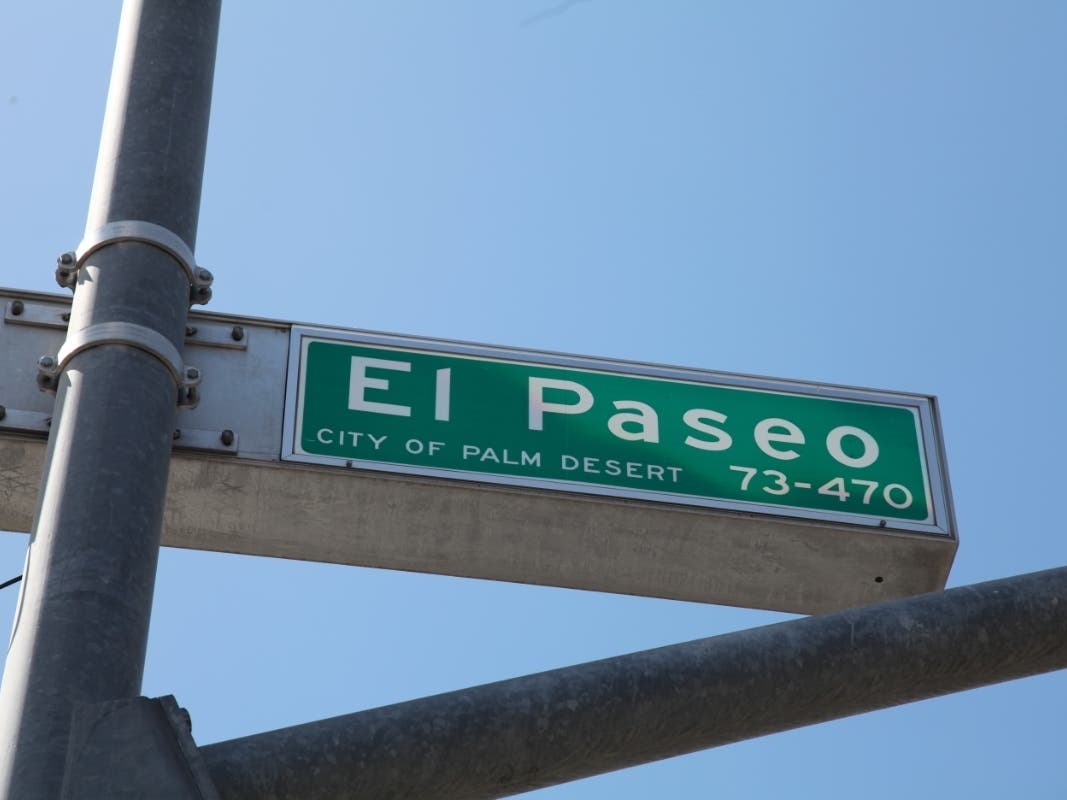 El Paseo
CITY OF PALM DESERT
73-470